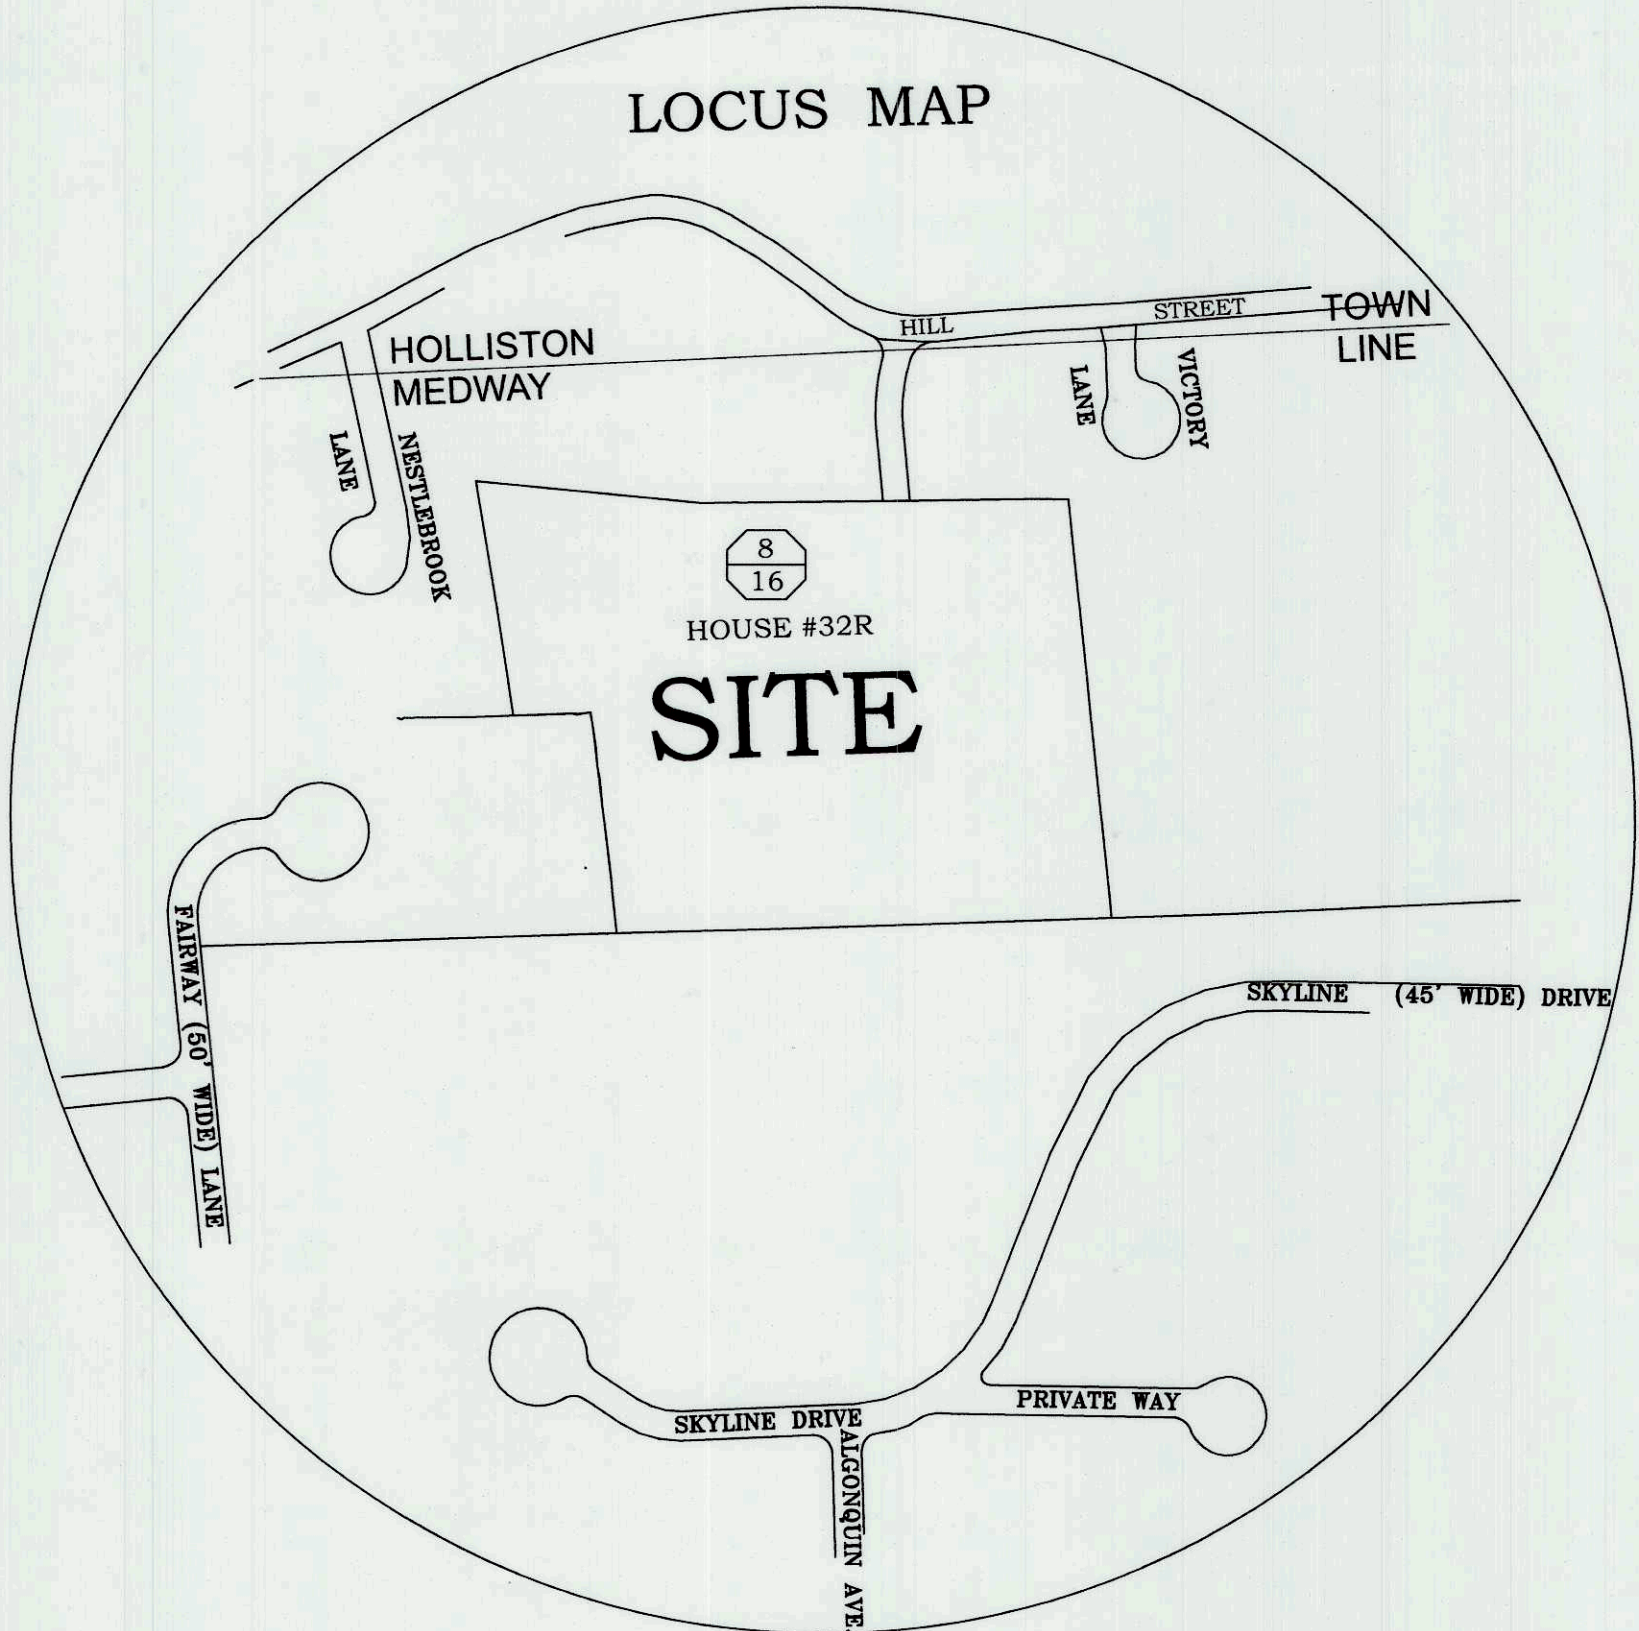 LOCUS MAP
HILL STREET
TOWN
LINE
HOLLISTON
MEDWAY
LANE
VICTORY
LANE
NESTLEBROOK
8
16
HOUSE #32R
SITE
FAIRWAY (50' WIDE) LANE
SKYLINE (45' WIDE) DRIVE
PRIVATE WAY
SKYLINE DRIVE
ALGONQUIN AVE.